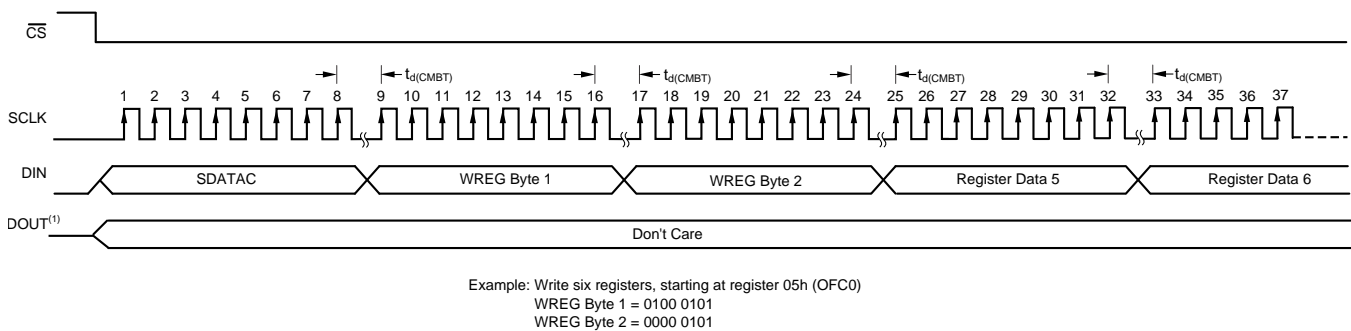 CS
t_d(CMBT) t_d(CMBT) t_d(CMBT) t_d(CMBT)
1 2 3 4 5 6 7 8 9 10 11 12 13 14 15 16 17 18 19 20 21 22 23 24 25 26 27 28 29 30 31 32 33 34 35 36 37
SCLK
DIN SDATAC WREG Byte 1 WREG Byte 2 Register Data 5 Register Data 6
DOUT(1) Don't Care
Example: Write six registers, starting at register 05h (OFC0)
WREG Byte 1 = 0100 0101
WREG Byte 2 = 0000 0101